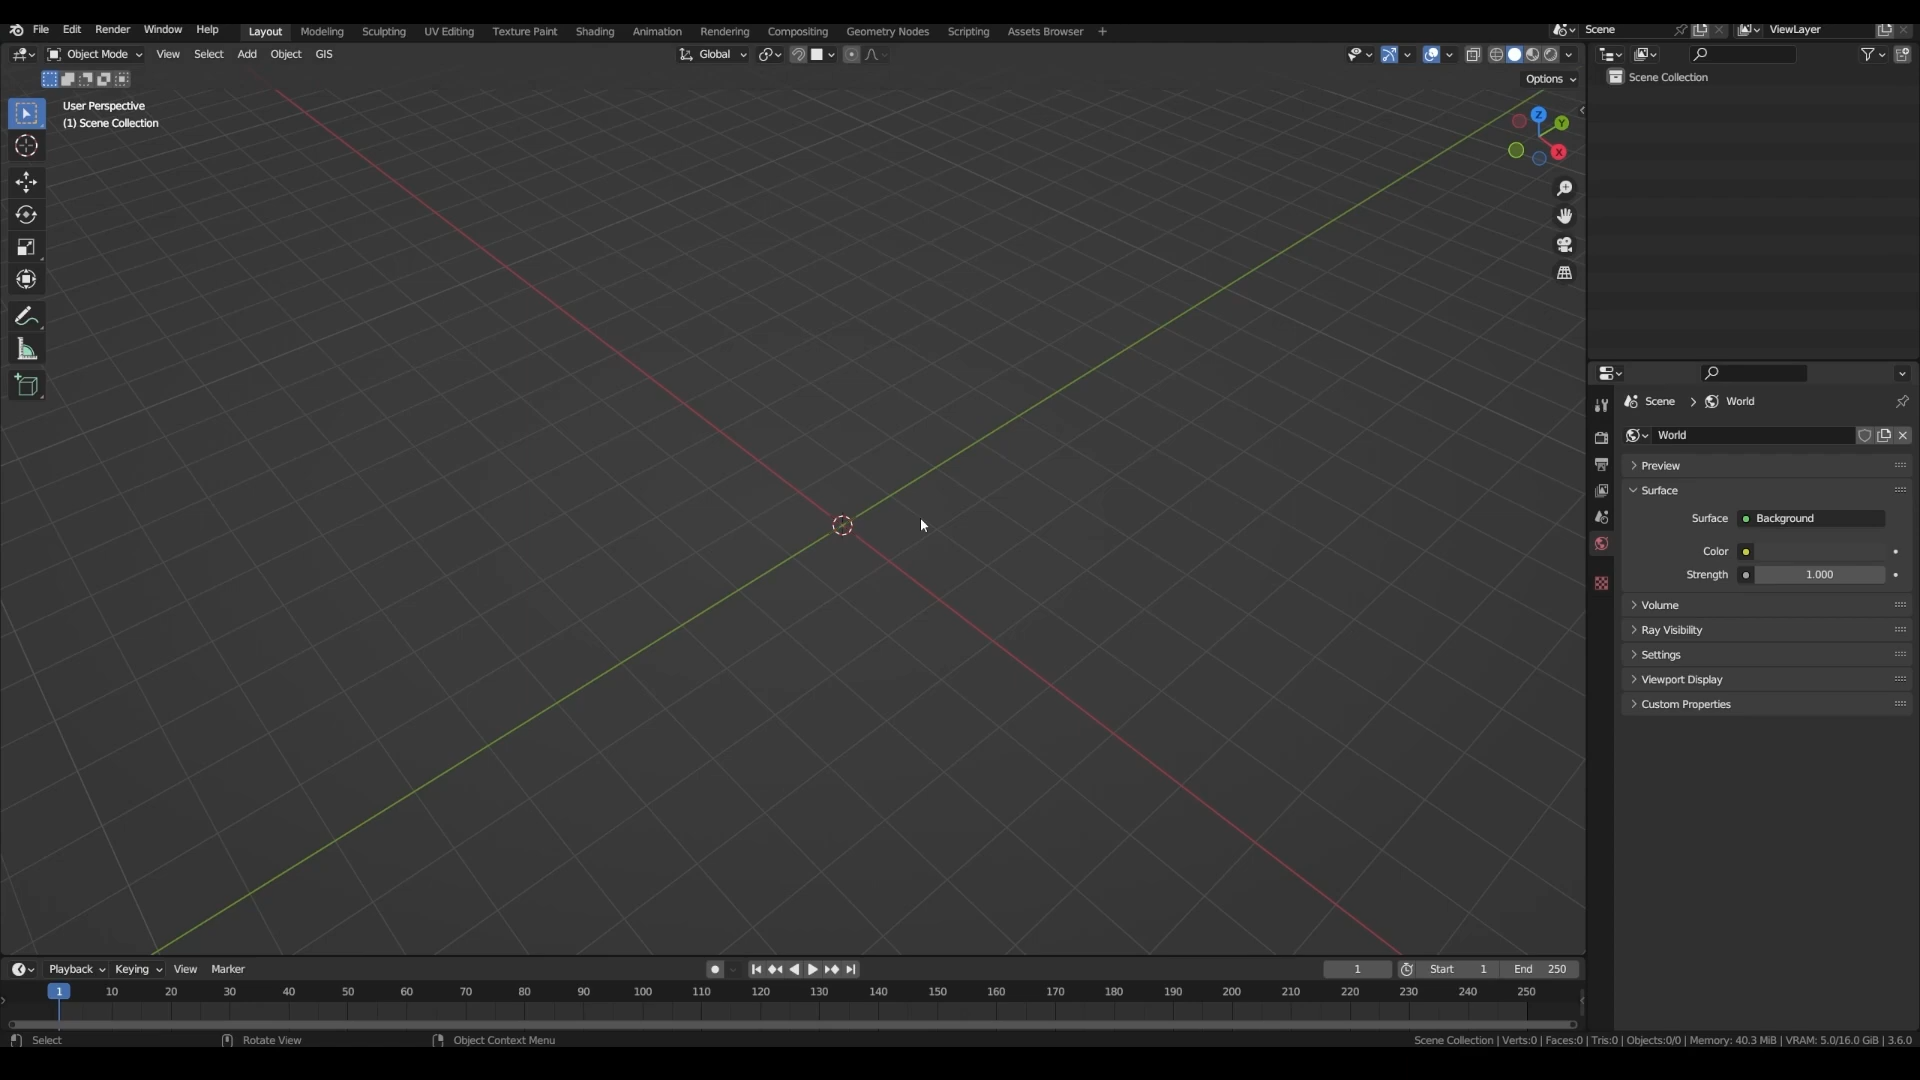 File Edit Render Window Help Layout Modeling Sculpting UV Editing Texture Paint Shading Animation Rendering Compositing Geometry Nodes Scripting Assets Browser + Scene ViewLayer
Object Mode View Select Add Object GIS Global
Options
User Perspective
(1) Scene Collection
Z
Y
X
Scene Collection
Scene > World
World
Preview
Surface
Surface Background
Color
Strength 1.000
Volume
Ray Visibility
Settings
Viewport Display
Custom Properties
Playback Keying View Marker 1 Start 1 End 250
1 10 20 30 40 50 60 70 80 90 100 110 120 130 140 150 160 170 180 190 200 210 220 230 240 250
Select Rotate View Object Context Menu Scene Collection | Verts:0 | Faces:0 | Tris:0 | Objects:0/0 | Memory: 40.3 MiB | VRAM: 5.0/16.0 GiB | 3.6.0